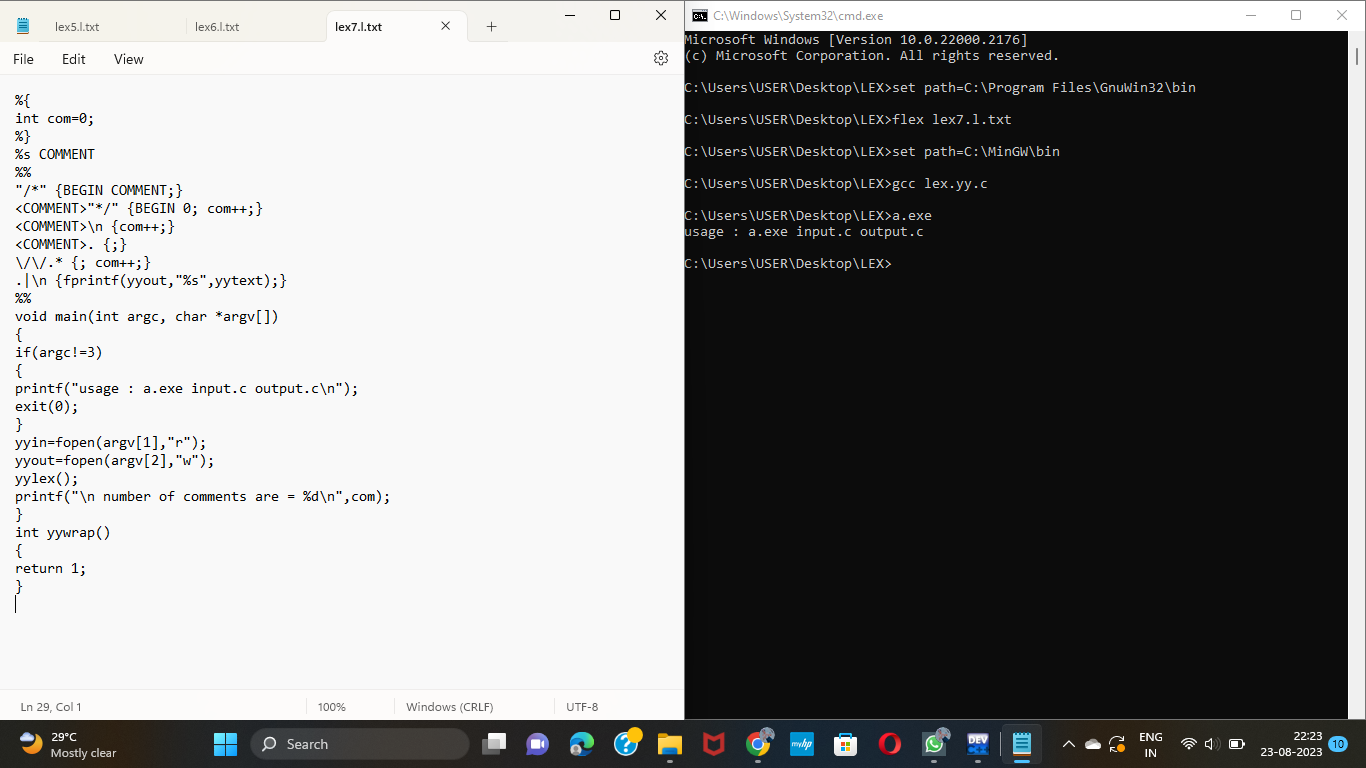 lex5.l.txt
lex6.l.txt
lex7.l.txt
File Edit View
%{
int com=0;
%}
%s COMMENT
%%
"/*" {BEGIN COMMENT;}
<COMMENT>"*/" {BEGIN 0; com++;}
<COMMENT>\n {com++;}
<COMMENT>. {;}
\/\/.* {; com++;}
.|\n {fprintf(yyout,"%s",yytext);}
%%
void main(int argc, char *argv[])
{
if(argc!=3)
{
printf("usage : a.exe input.c output.c\n");
exit(0);
}
yyin=fopen(argv[1],"r");
yyout=fopen(argv[2],"w");
yylex();
printf("\n number of comments are = %d\n",com);
}
int yywrap()
{
return 1;
}
Ln 29, Col 1
100%
Windows (CRLF)
UTF-8
C:\Windows\System32\cmd.exe
Microsoft Windows [Version 10.0.22000.2176]
(c) Microsoft Corporation. All rights reserved.
C:\Users\USER\Desktop\LEX>set path=C:\Program Files\GnuWin32\bin
C:\Users\USER\Desktop\LEX>flex lex7.l.txt
C:\Users\USER\Desktop\LEX>set path=C:\MinGW\bin
C:\Users\USER\Desktop\LEX>gcc lex.yy.c
C:\Users\USER\Desktop\LEX>a.exe
usage : a.exe input.c output.c
C:\Users\USER\Desktop\LEX>
29°C
Mostly clear
Search
myhp
DEV
ENG
IN
22:23
23-08-2023
10